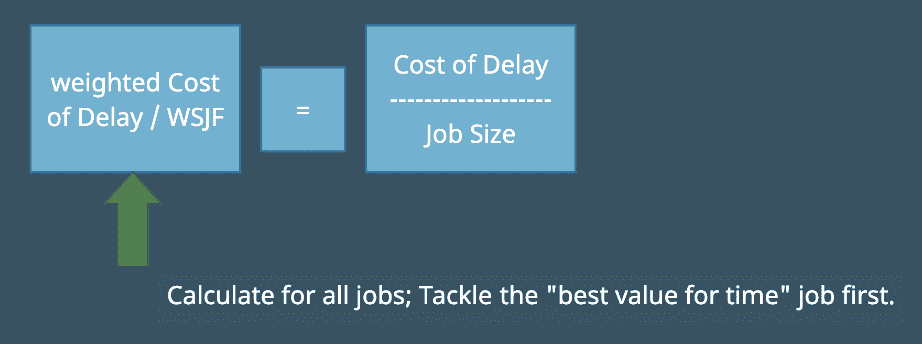 weighted Cost
of Delay / WSJF
=
Cost of Delay
-------------------
Job Size
Calculate for all jobs; Tackle the "best value for time" job first.